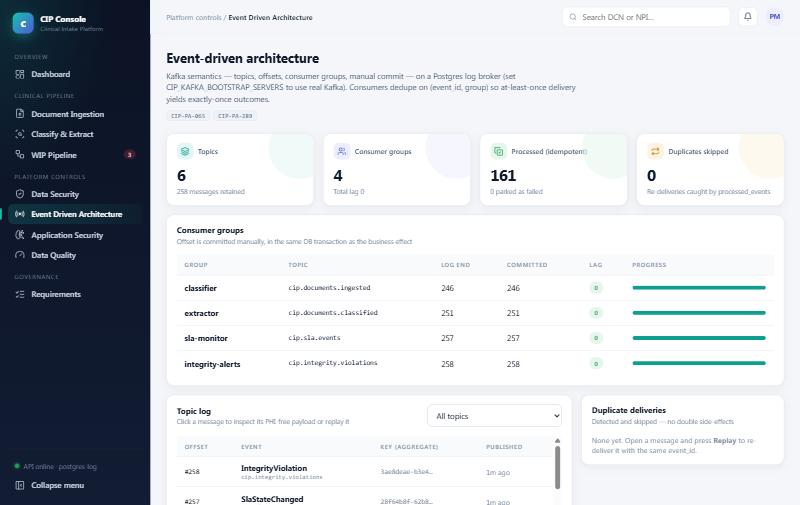 c
CIP Console
Clinical Intake Platform
OVERVIEW
Dashboard
CLINICAL PIPELINE
Document Ingestion
Classify & Extract
WIP Pipeline 3
PLATFORM CONTROLS
Data Security
Event Driven Architecture
Application Security
Data Quality
GOVERNANCE
Requirements
API online · postgres log
Collapse menu
Platform controls / Event Driven Architecture
Search DCN or NPI...
PM
Event-driven architecture
Kafka semantics — topics, offsets, consumer groups, manual commit — on a Postgres log broker (set
CIP_KAFKA_BOOTSTRAP_SERVERS to use real Kafka). Consumers dedupe on (event_id, group) so at-least-once delivery
yields exactly-once outcomes.
CIP-PA-065 CIP-PA-289
Topics
6
258 messages retained
Consumer groups
4
Total lag 0
Processed (idempotent)
161
0 parked as failed
Duplicates skipped
0
Re-deliveries caught by processed_events
Consumer groups
Offset is committed manually, in the same DB transaction as the business effect
GROUP TOPIC LOG END COMMITTED LAG PROGRESS
classifier cip.documents.ingested 246 246 0
extractor cip.documents.classified 251 251 0
sla-monitor cip.sla.events 257 257 0
integrity-alerts cip.integrity.violations 258 258 0
Topic log
Click a message to inspect its PHI-free payload or replay it
All topics
OFFSET EVENT KEY (AGGREGATE) PUBLISHED
#258 IntegrityViolation 3ae8deae-b3e4… 1m ago
cip.integrity.violations
#257 SlaStateChanged 28f64b8f-62b8… 1m ago
Duplicate deliveries
Detected and skipped — no double side-effects
None yet. Open a message and press Replay to re-
deliver it with the same event_id.